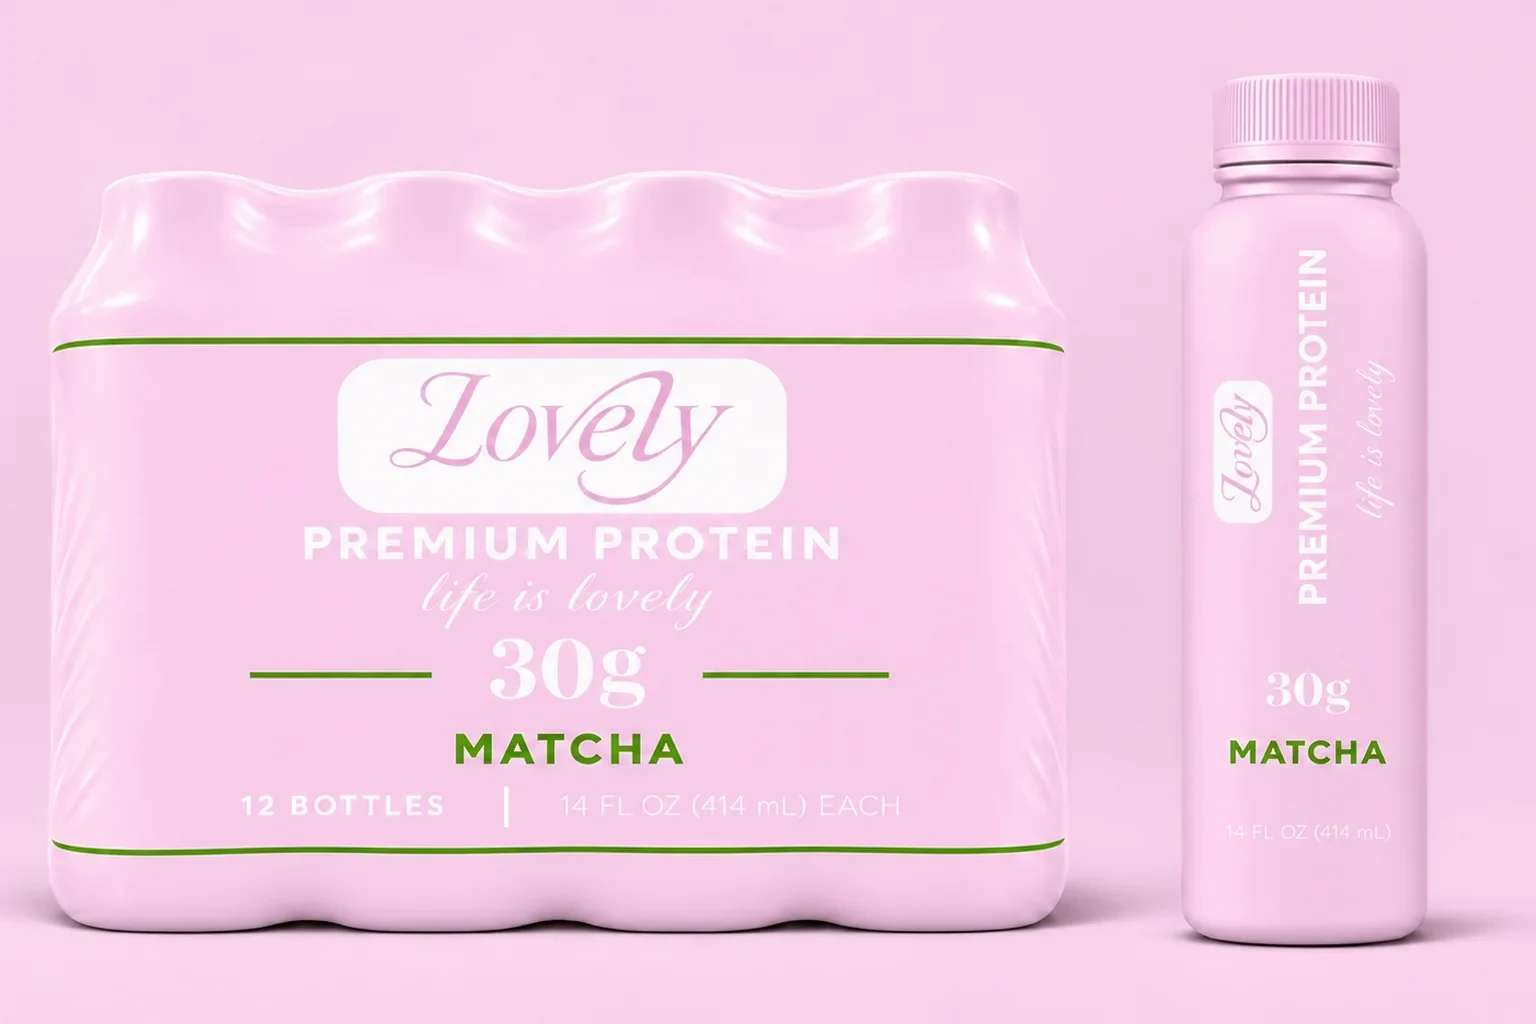 Lovely
PREMIUM PROTEIN
life is lovely
30g
MATCHA
12 BOTTLES | 14 FL OZ (414 mL) EACH
Lovely
PREMIUM PROTEIN
life is lovely
30g
MATCHA
14 FL OZ (414 mL)